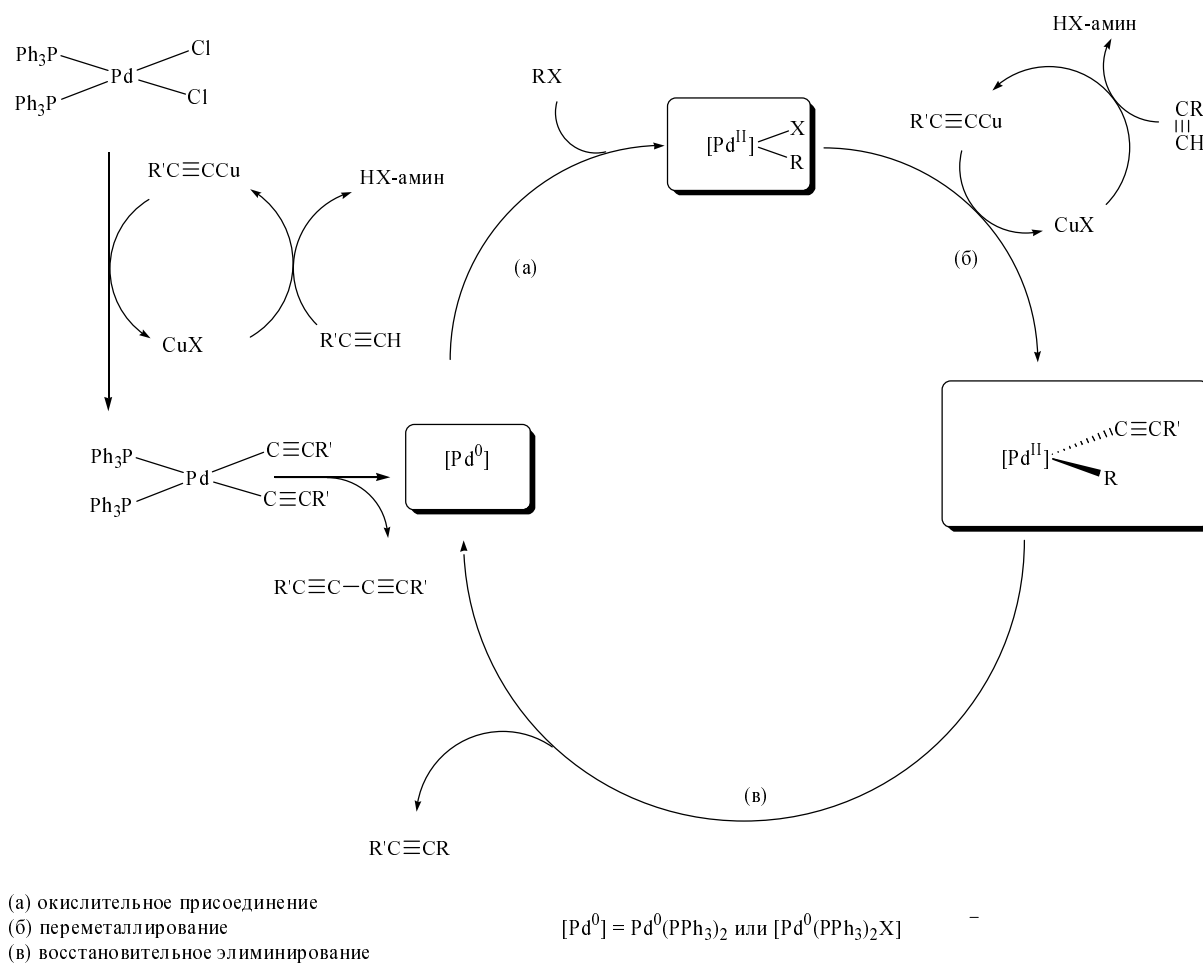 Ph₃P
Cl
Pd
Ph₃P
Cl
RX
[Pdᴵᴵ]
X
R
HX-амин
R'C≡CCu
CR
|||
CH
CuX
(а)
(б)
R'C≡CCu
HX-амин
CuX
R'C≡CH
Ph₃P
C≡CR'
Pd
Ph₃P
C≡CR'
[Pd⁰]
[Pdᴵᴵ]
C≡CR'
R
R'C≡C–C≡CR'
(в)
R'C≡CR
(а) окислительное присоединение
(б) переметаллирование
(в) восстановительное элиминирование
[Pd⁰] = Pd⁰(PPh₃)₂ или [Pd⁰(PPh₃)₂X] –